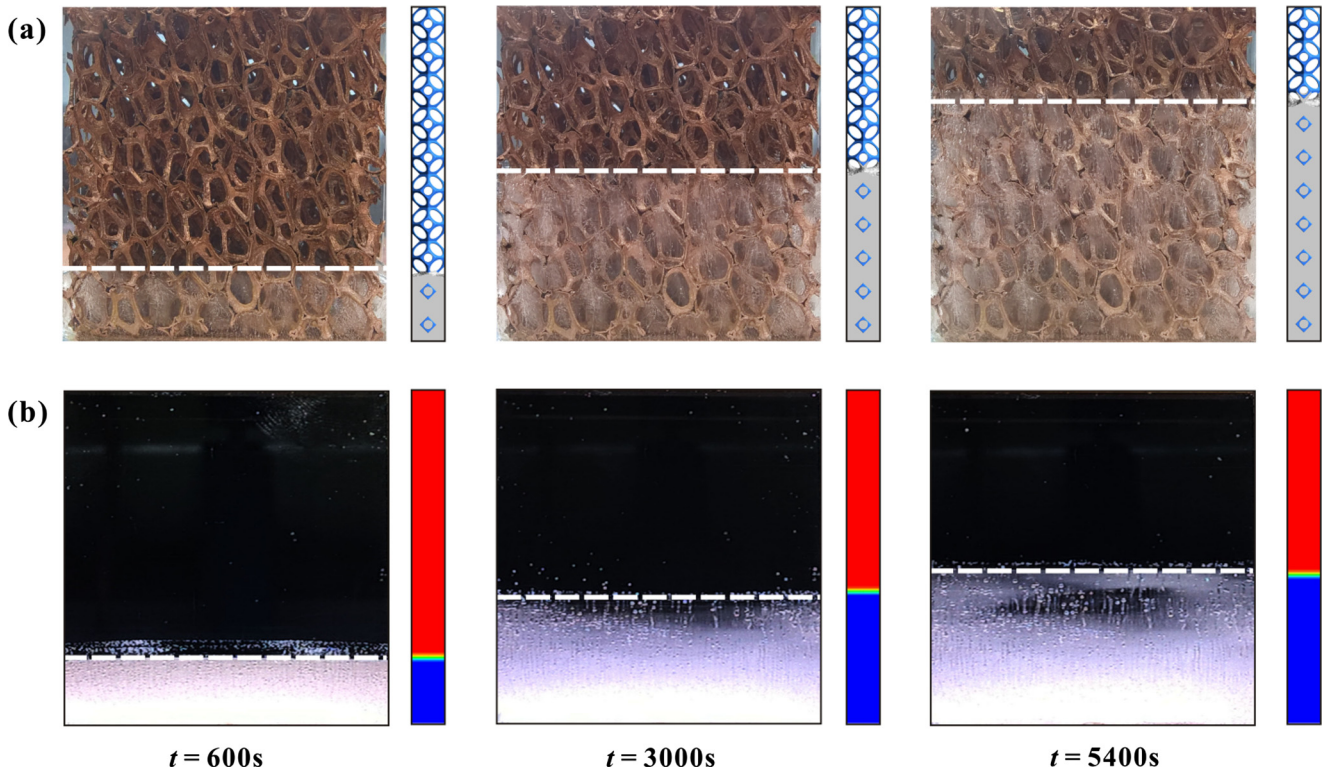 (a)
(b)
t = 600s
t = 3000s
t = 5400s